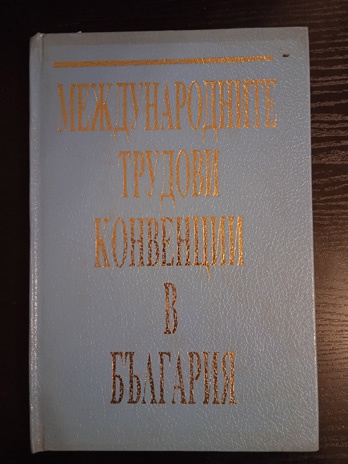 МЕЖДУНАРОДНИТЕ
ТРУДОВИ
КОНВЕНЦИИ
В
БЪЛГАРИЯ